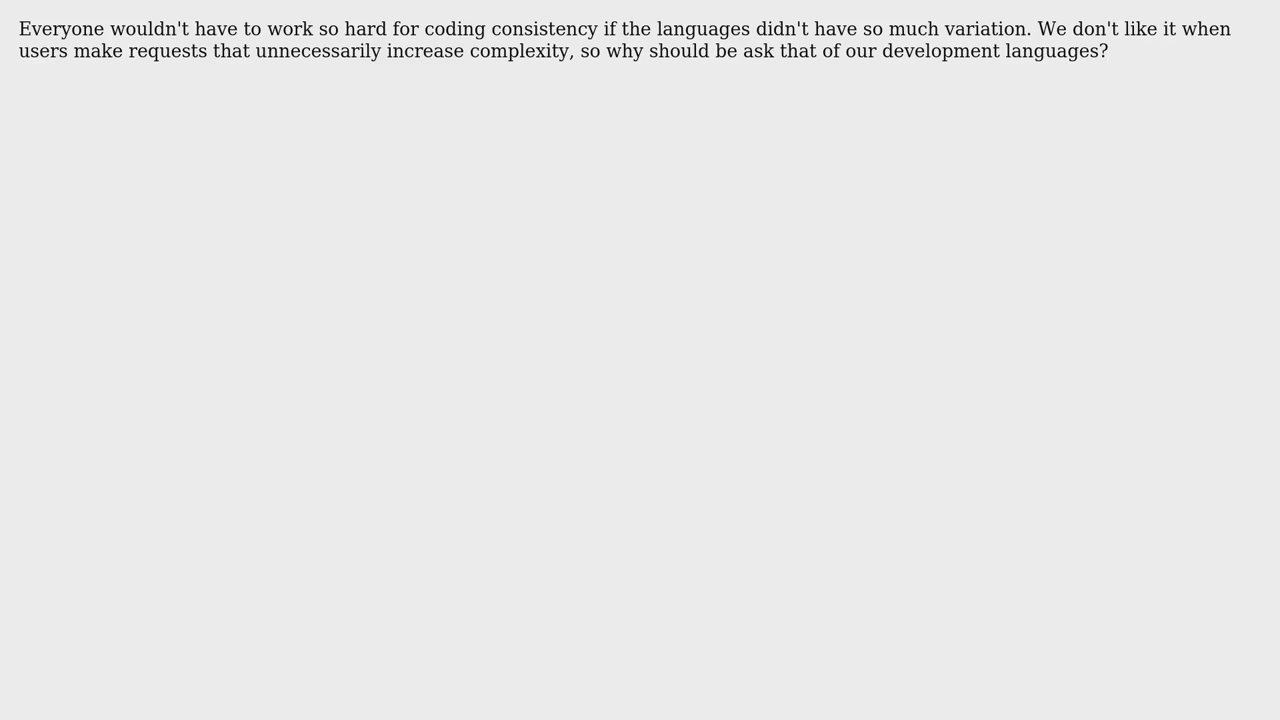 Everyone wouldn't have to work so hard for coding consistency if the languages didn't have so much variation. We don't like it when
users make requests that unnecessarily increase complexity, so why should be ask that of our development languages?